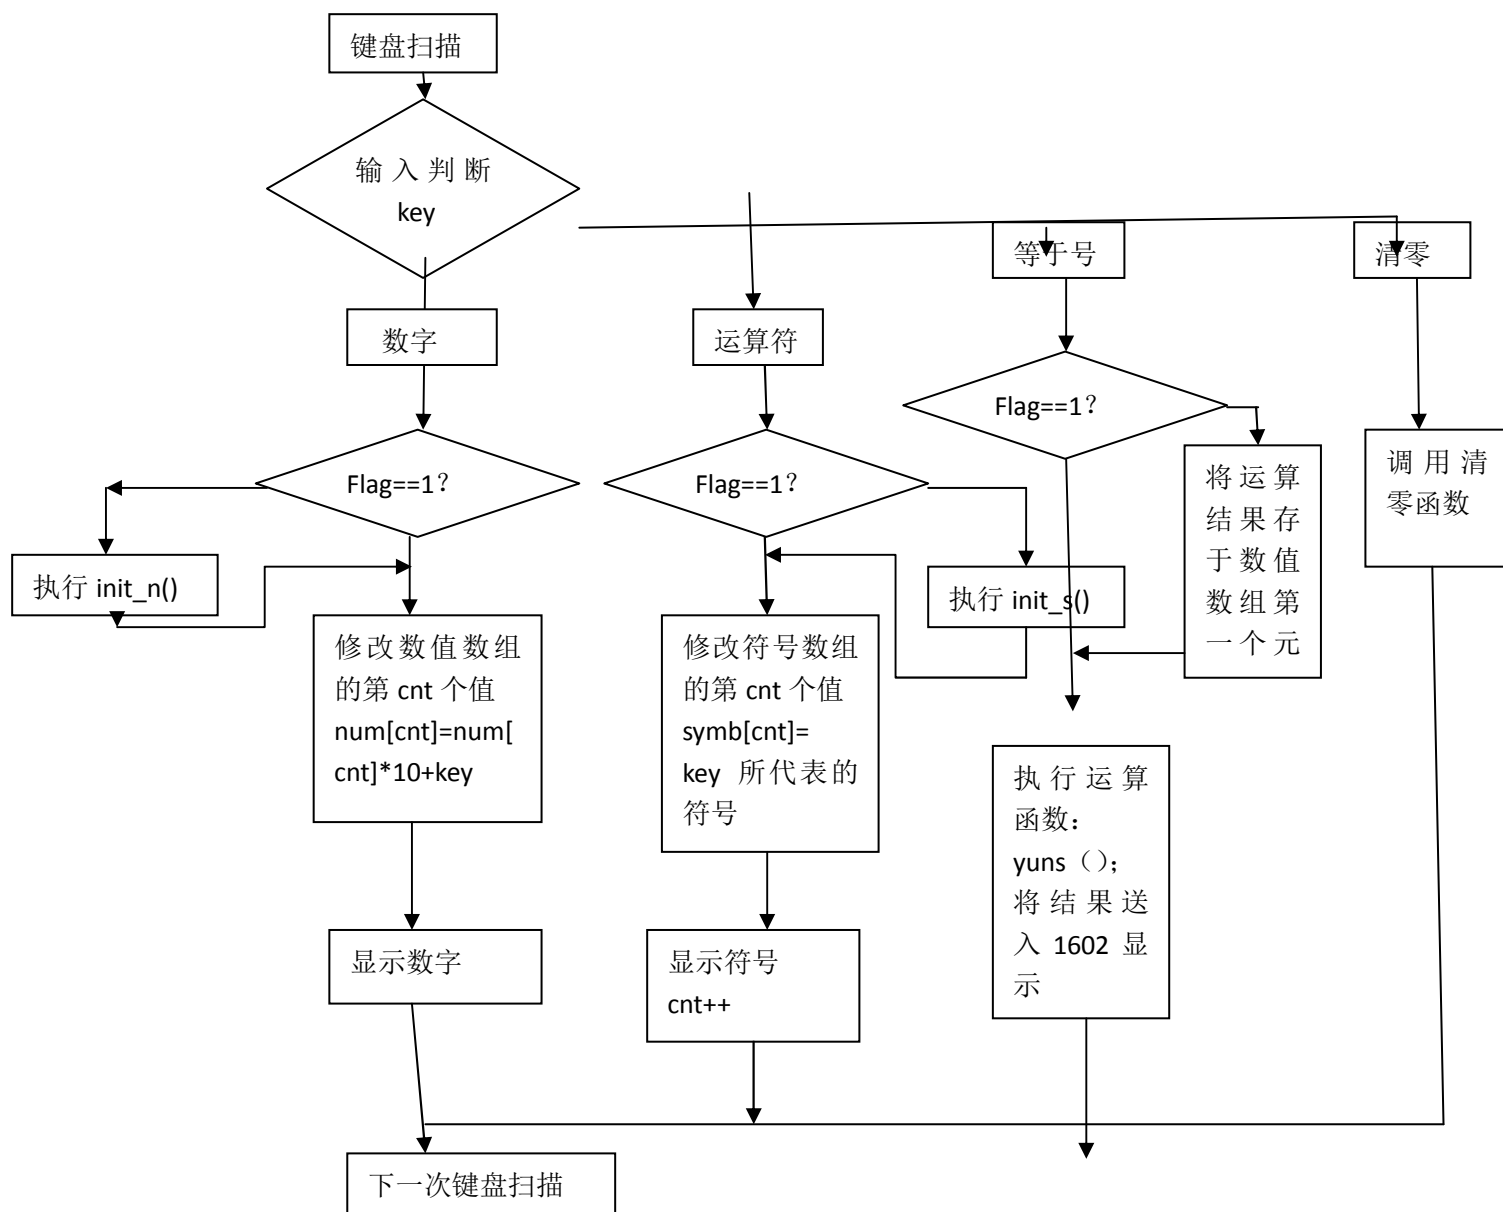 键盘扫描
输入判断
key
等于号
清零
数字
运算符
Flag==1?
Flag==1?
Flag==1?
将运算
结果存
于数值
数组第
一个元
调用清
零函数
执行 init_n()
执行 init_s()
修改数值数组
的第 cnt 个值
num[cnt]=num[
cnt]*10+key
修改符号数组
的第 cnt 个值
symb[cnt]=
key 所代表的
符号
执行运算
函数:
yuns（）;
将结果送
入 1602 显
示
显示数字
显示符号
cnt++
下一次键盘扫描